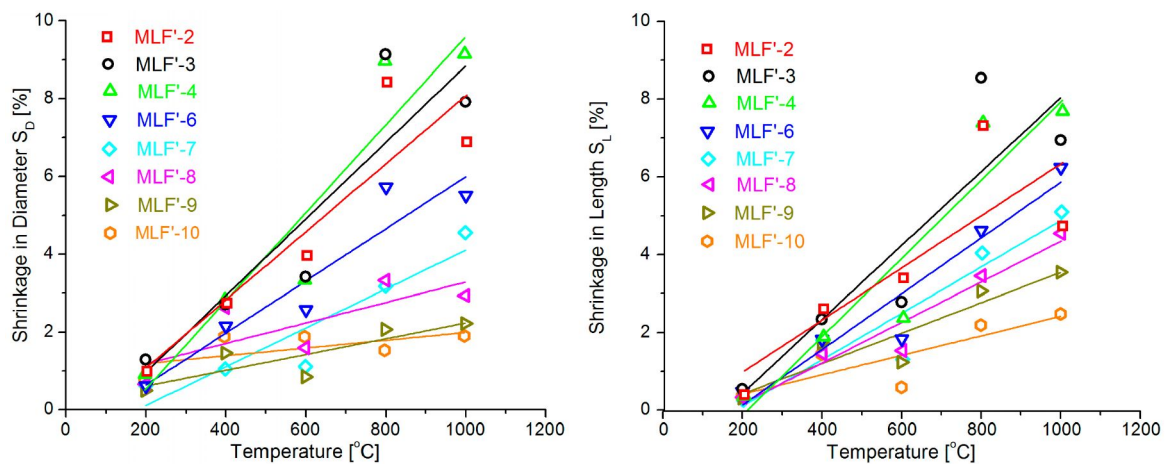 10
8
6
4
2
0
Shrinkage in Diameter S_D [%]
MLF'-2
MLF'-3
MLF'-4
MLF'-6
MLF'-7
MLF'-8
MLF'-9
MLF'-10
0 200 400 600 800 1000 1200
Temperature [°C]
10
8
6
4
2
0
Shrinkage in Length S_L [%]
MLF'-2
MLF'-3
MLF'-4
MLF'-6
MLF'-7
MLF'-8
MLF'-9
MLF'-10
0 200 400 600 800 1000 1200
Temperature [°C]